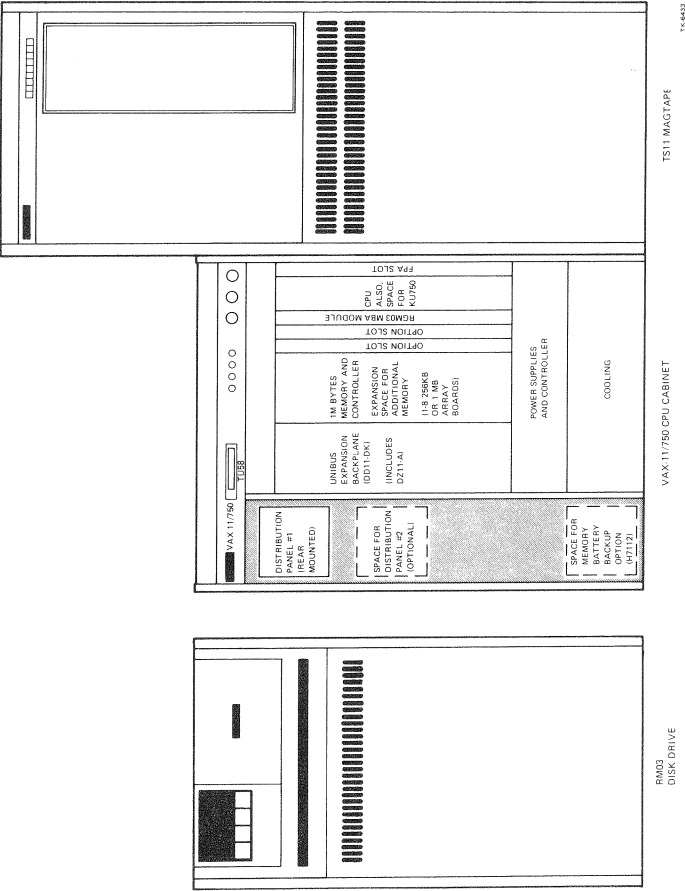 VAX 11/750
TU58
DISTRIBUTION
PANEL #1
(REAR
MOUNTED)
SPACE FOR
DISTRIBUTION
PANEL #2
(OPTIONAL)
SPACE FOR
MEMORY
BATTERY
BACKUP
OPTION
(H7112)
UNIBUS
EXPANSION
BACKPLANE
(DD11-DK)
(INCLUDES
DZ11-A)
1M BYTES
MEMORY AND
CONTROLLER
EXPANSION
SPACE FOR
ADDITIONAL
MEMORY
(1-8 256KB
OR 1 MB
ARRAY
BOARDS)
OPTION SLOT
OPTION SLOT
RGM03 MBA MODULE
CPU
ALSO,
SPACE
FOR
KU750
FPA SLOT
POWER SUPPLIES
AND CONTROLLER
COOLING
RM03
DISK DRIVE
VAX-11/750 CPU CABINET
TS11 MAGTAPE
TK-6433